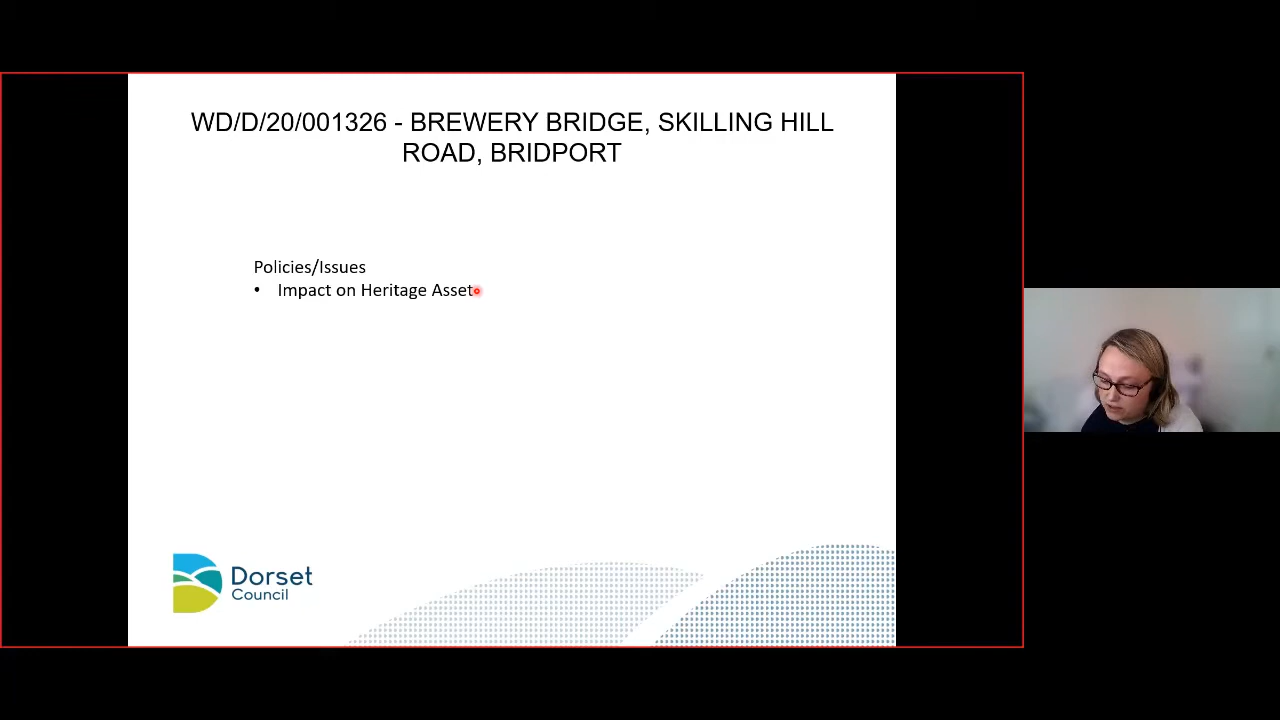 WD/D/20/001326 - BREWERY BRIDGE, SKILLING HILL
ROAD, BRIDPORT
Policies/Issues
• Impact on Heritage Asset
Dorset
Council